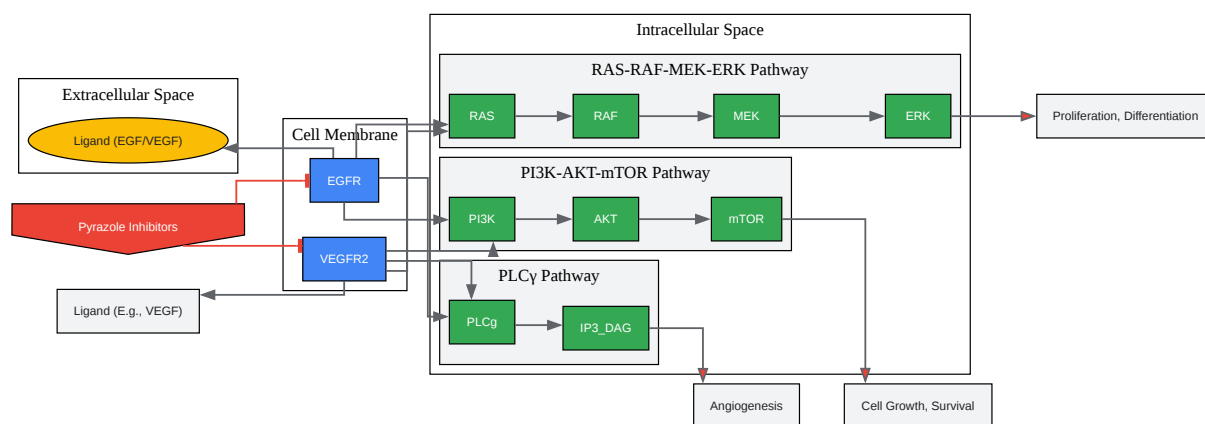 Intracellular Space
RAS-RAF-MEK-ERK Pathway
Extracellular Space
Ligand (EGF/VEGF)
Cell Membrane
RAS
RAF
MEK
ERK
Proliferation, Differentiation
EGFR
PI3K-AKT-mTOR Pathway
Pyrazole Inhibitors
PI3K
AKT
mTOR
VEGFR2
PLCγ Pathway
Ligand (E.g., VEGF)
PLCg
IP3_DAG
Angiogenesis
Cell Growth, Survival